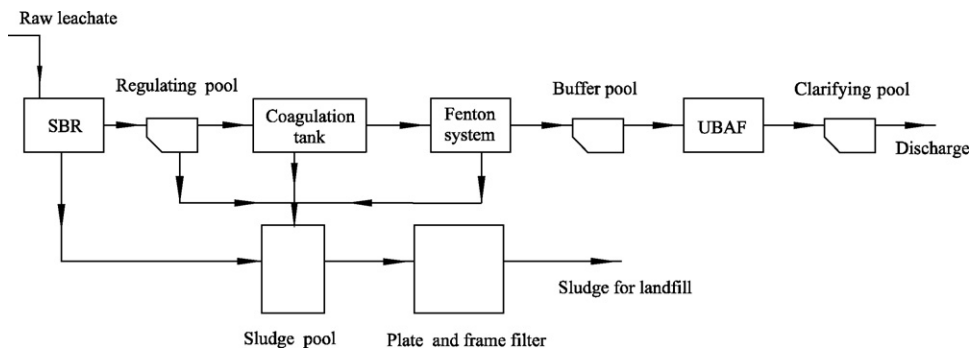 Raw leachate
Regulating pool
Buffer pool
Clarifying pool
SBR
Coagulation
tank
Fenton
system
UBAF
Discharge
Sludge for landfill
Sludge pool
Plate and frame filter